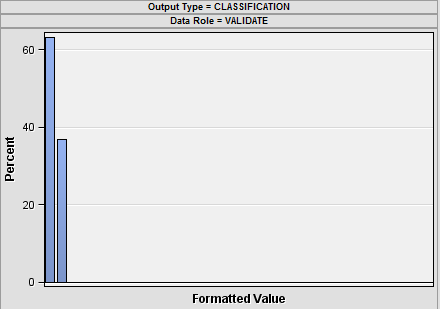 Output Type = CLASSIFICATION
Data Role = VALIDATE
60
40
20
0
Percent
Formatted Value